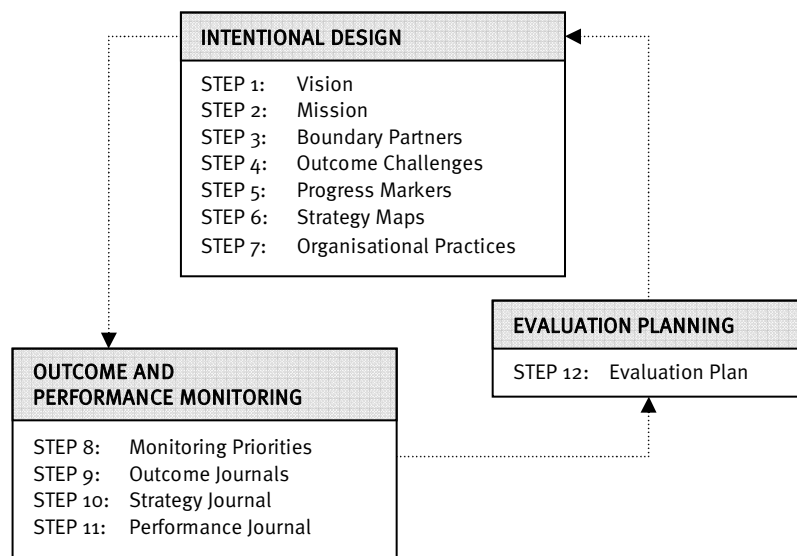 INTENTIONAL DESIGN
STEP 1: Vision
STEP 2: Mission
STEP 3: Boundary Partners
STEP 4: Outcome Challenges
STEP 5: Progress Markers
STEP 6: Strategy Maps
STEP 7: Organisational Practices
EVALUATION PLANNING
STEP 12: Evaluation Plan
OUTCOME AND
PERFORMANCE MONITORING
STEP 8: Monitoring Priorities
STEP 9: Outcome Journals
STEP 10: Strategy Journal
STEP 11: Performance Journal